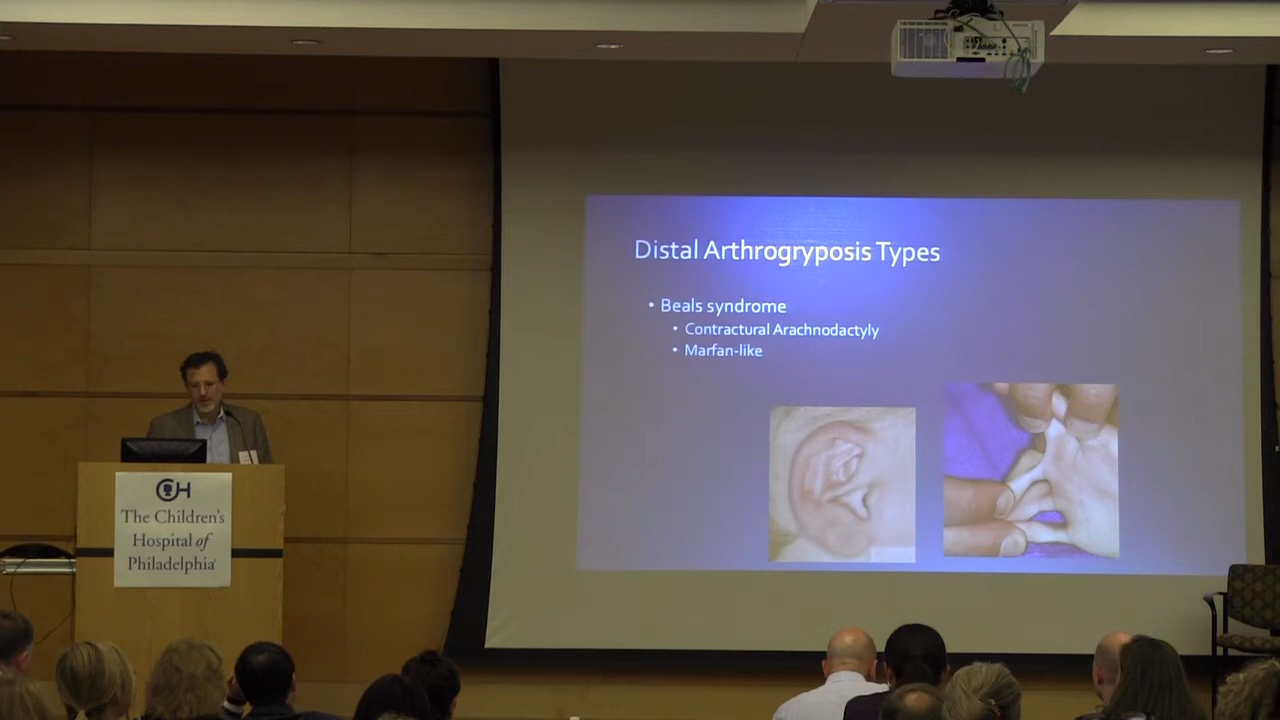 Distal Arthrogryposis Types
• Beals syndrome
• Contractural Arachnodactyly
• Marfan-like
CH
The Children's
Hospital of
Philadelphia